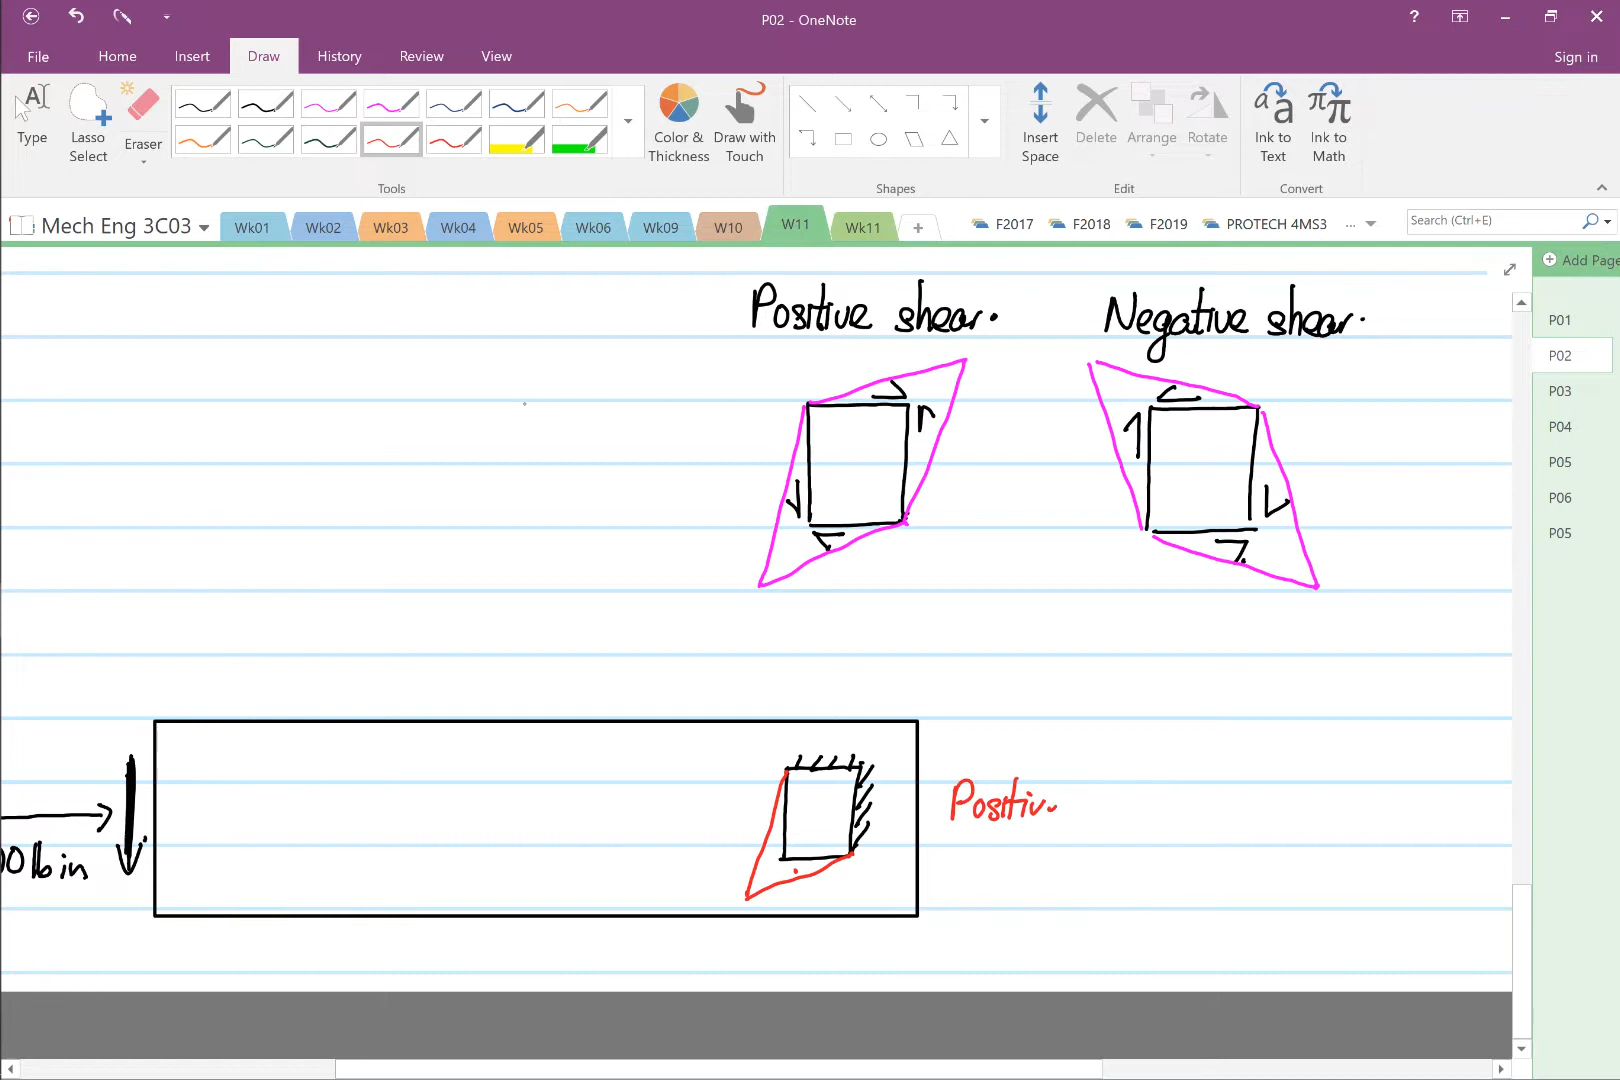 P02 - OneNote
File Home Insert Draw History Review View Sign in
Type Lasso Select Eraser Color & Thickness Draw with Touch Insert Space Delete Arrange Rotate Ink to Text Ink to Math
Tools Shapes Edit Convert
Mech Eng 3C03 Wk01 Wk02 Wk03 Wk04 Wk05 Wk06 Wk09 W10 W11 Wk11 + F2017 F2018 F2019 PROTECH 4MS3 ... Search (Ctrl+E)
Add Page
P01
P02
P03
P04
P05
P06
P05
Positive shear.
Negative shear.
Positiv
00 lb in